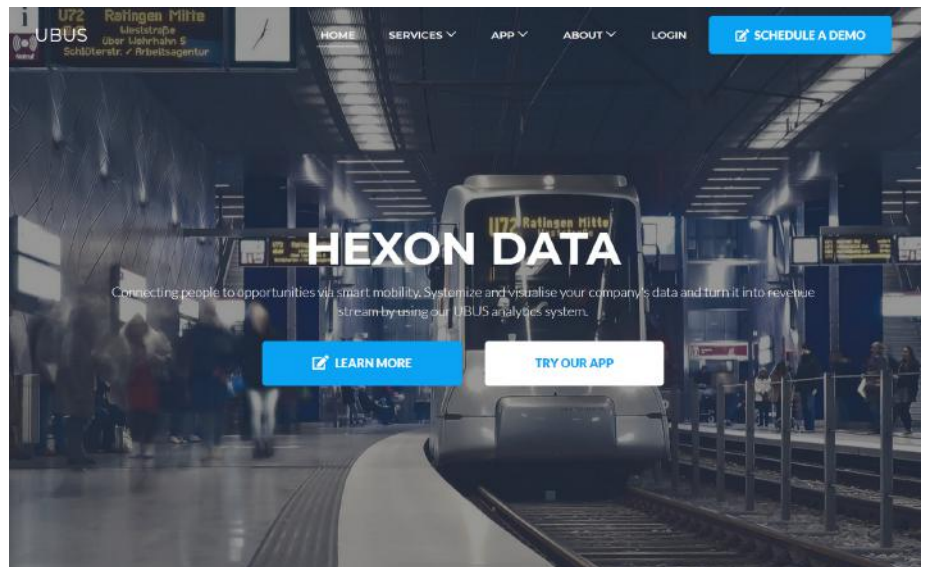 U72 Ratingen Mitte
Weststraße
über Wehrhahn S
Schlüterstr. / Arbeitsagentur
UBUS
HOME
SERVICES
APP
ABOUT
LOGIN
SCHEDULE A DEMO
U72 Ratingen Mitte
HEXON DATA
Connecting people to opportunities via smart mobility. Systomize and visualise your company's data and turn it into revenue
stream by using our UBUS analytics system.
LEARN MORE
TRY OUR APP